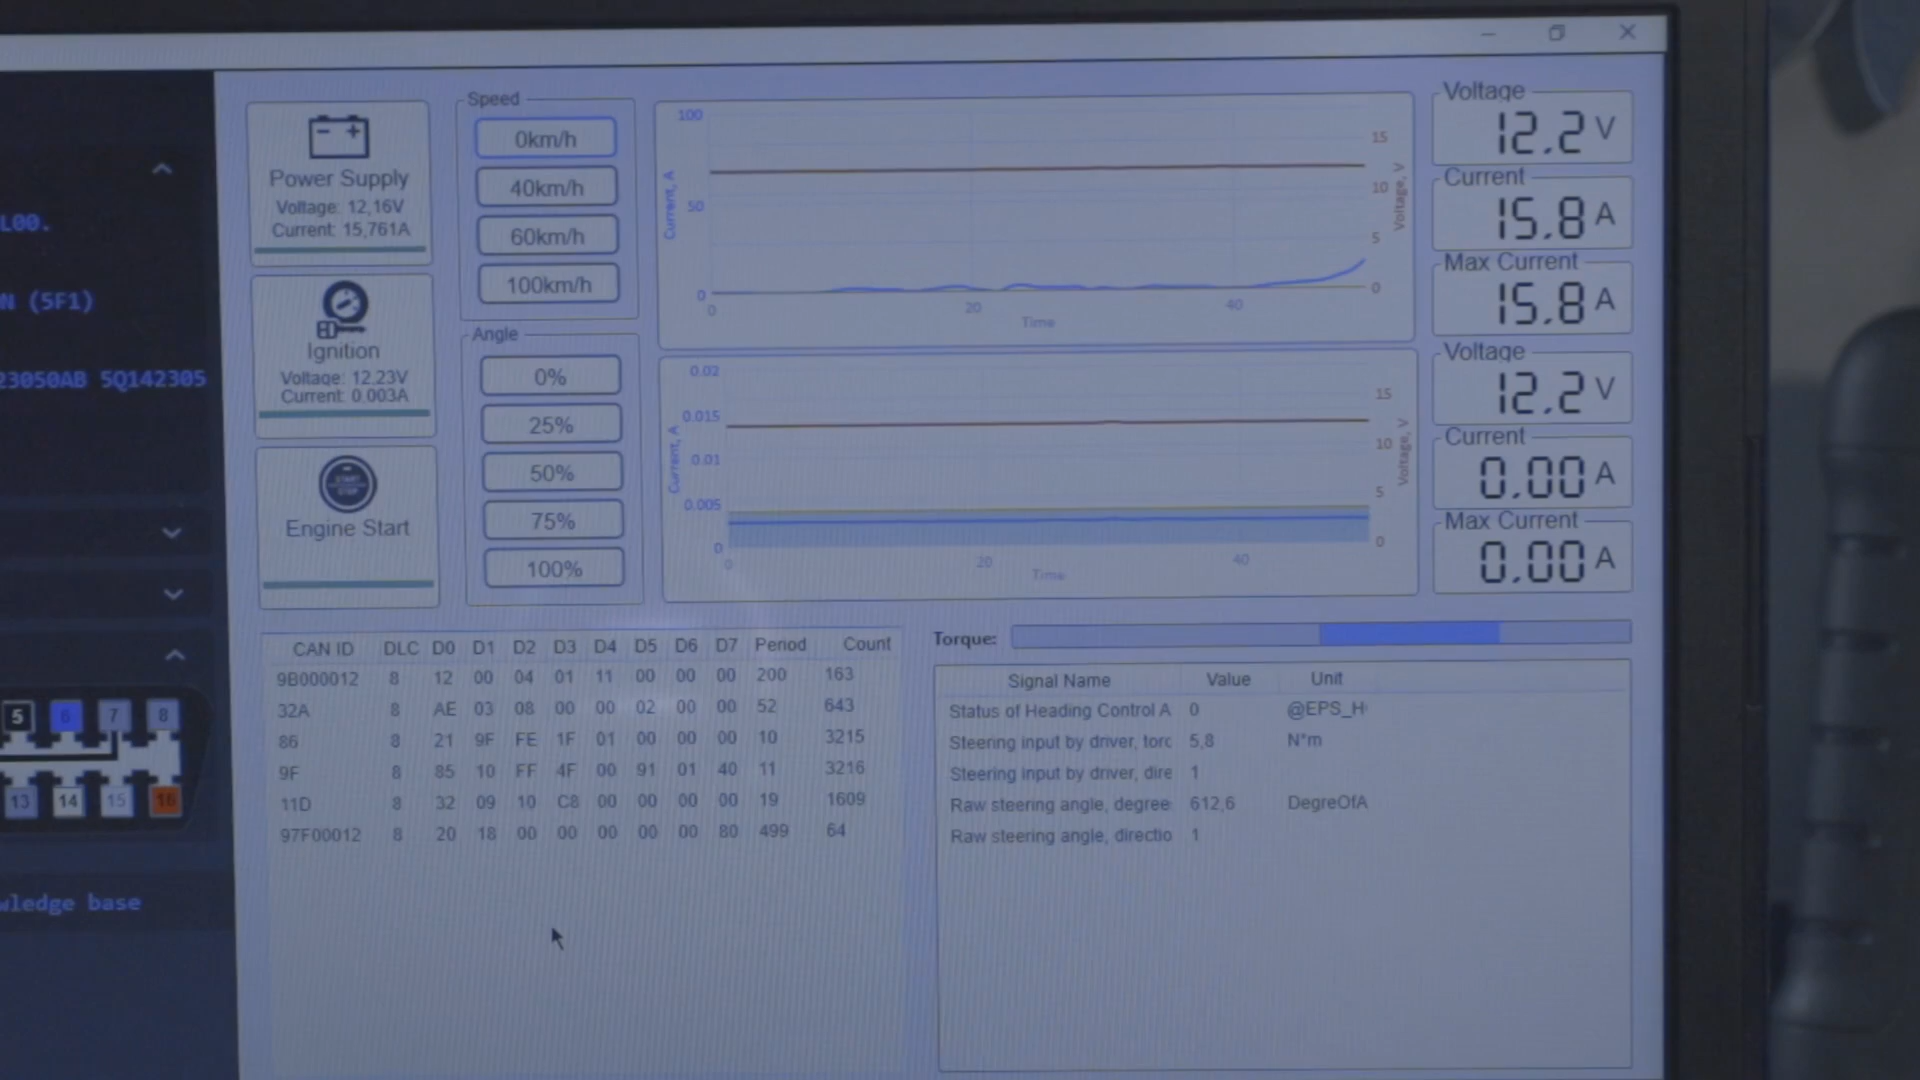 L00.
N (5F1)
23050AB 5Q142305
5 6 7 8
13 14 15 16
wledge base
Power Supply
Voltage: 12,16V
Current: 15,761A
Ignition
Voltage: 12,23V
Current: 0,003A
START
STOP
Engine Start
Speed
0km/h
40km/h
60km/h
100km/h
Angle
0%
25%
50%
75%
100%
100
50
0
Current, A
0 20 40
Time
15
10
5
0
Voltage, V
0.02
0.015
0.01
0.005
0
Current, A
0 20 40
Time
15
10
5
0
Voltage, V
Voltage
12.2 V
Current
15.8 A
Max Current
15.8 A
Voltage
12.2 V
Current
0.00 A
Max Current
0.00 A
CAN ID DLC D0 D1 D2 D3 D4 D5 D6 D7 Period Count
9B000012 8 12 00 04 01 11 00 00 00 200 163
32A 8 AE 03 08 00 00 02 00 00 52 643
86 8 21 9F FE 1F 01 00 00 00 10 3215
9F 8 85 10 FF 4F 00 91 01 40 11 3216
11D 8 32 09 10 C8 00 00 00 00 19 1609
97F00012 8 20 18 00 00 00 00 00 80 499 64
Torque:
Signal Name Value Unit
Status of Heading Control A 0 @EPS_H
Steering input by driver, torc 5,8 N*m
Steering input by driver, dire 1
Raw steering angle, degree 612,6 DegreOfA
Raw steering angle, directio 1